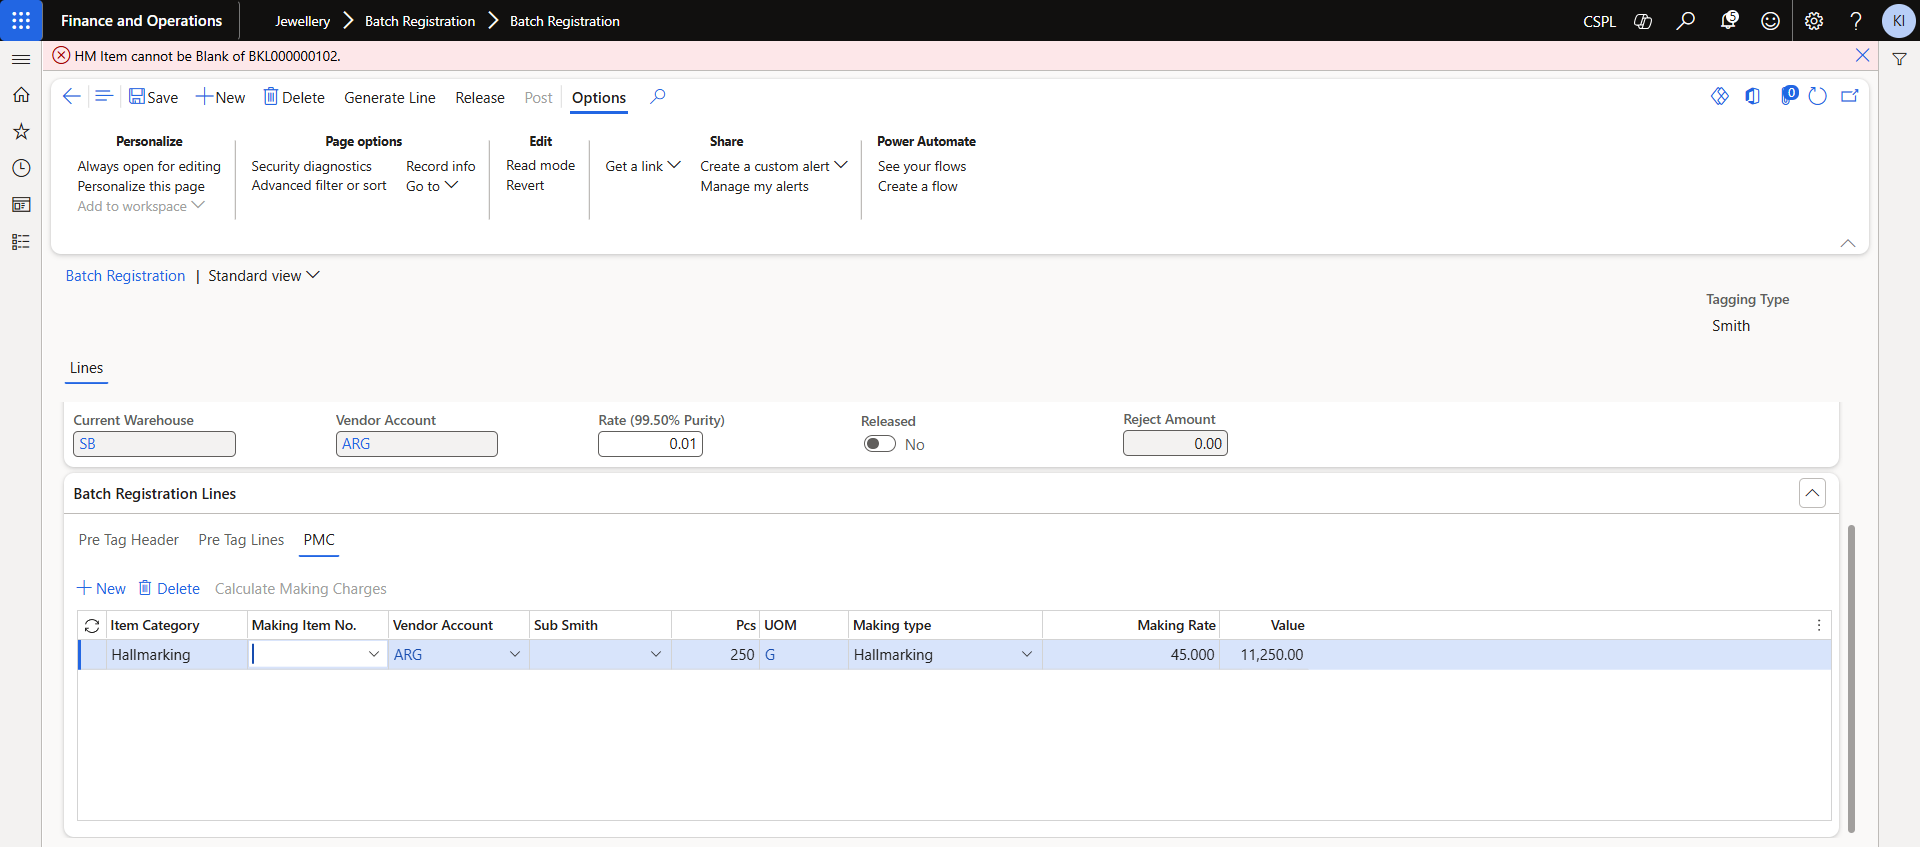 Finance and Operations
Jewellery Batch Registration Batch Registration
CSPL 5 ? KI
HM Item cannot be Blank of BKL000000102.
Save New Delete Generate Line Release Post Options 0
Personalize Page options Edit Share Power Automate
Always open for editing Security diagnostics Record info Read mode Get a link Create a custom alert See your flows
Personalize this page Advanced filter or sort Go to Revert Manage my alerts Create a flow
Add to workspace
Batch Registration | Standard view
Tagging Type
Smith
Lines
Current Warehouse Vendor Account Rate (99.50% Purity) Released Reject Amount
SB ARG 0.01 No 0.00
Batch Registration Lines
Pre Tag Header Pre Tag Lines PMC
New Delete Calculate Making Charges
Item Category Making Item No. Vendor Account Sub Smith Pcs UOM Making type Making Rate Value
Hallmarking ARG 250 G Hallmarking 45.000 11,250.00